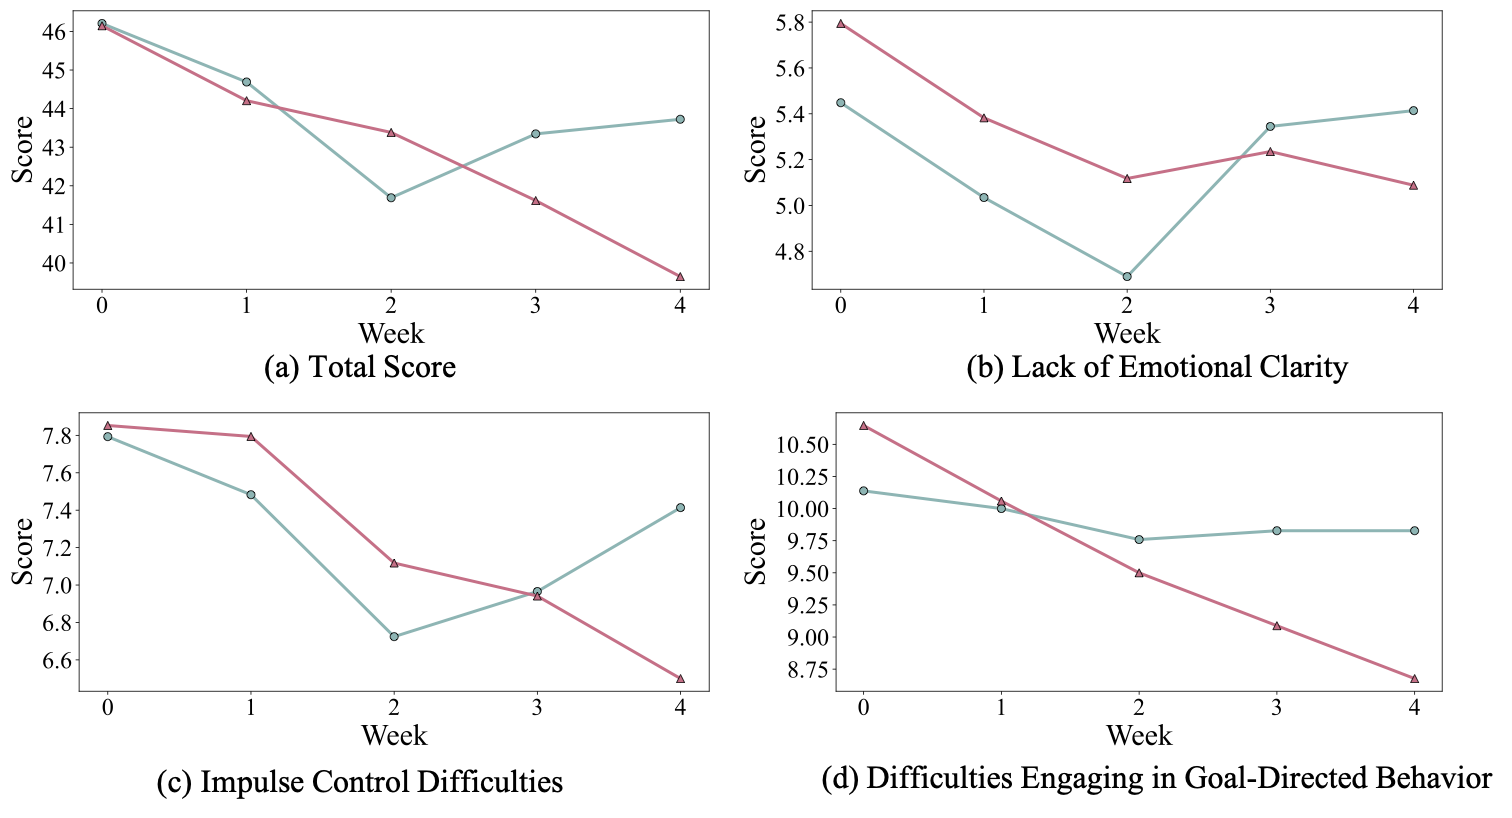 46
45
44
43
42
41
40
Score
0 1 2 3 4
Week
(a) Total Score
5.8
5.6
5.4
5.2
5.0
4.8
Score
0 1 2 3 4
Week
(b) Lack of Emotional Clarity
7.8
7.6
7.4
7.2
7.0
6.8
6.6
Score
0 1 2 3 4
Week
(c) Impulse Control Difficulties
10.50
10.25
10.00
9.75
9.50
9.25
9.00
8.75
Score
0 1 2 3 4
Week
(d) Difficulties Engaging in Goal-Directed Behavior